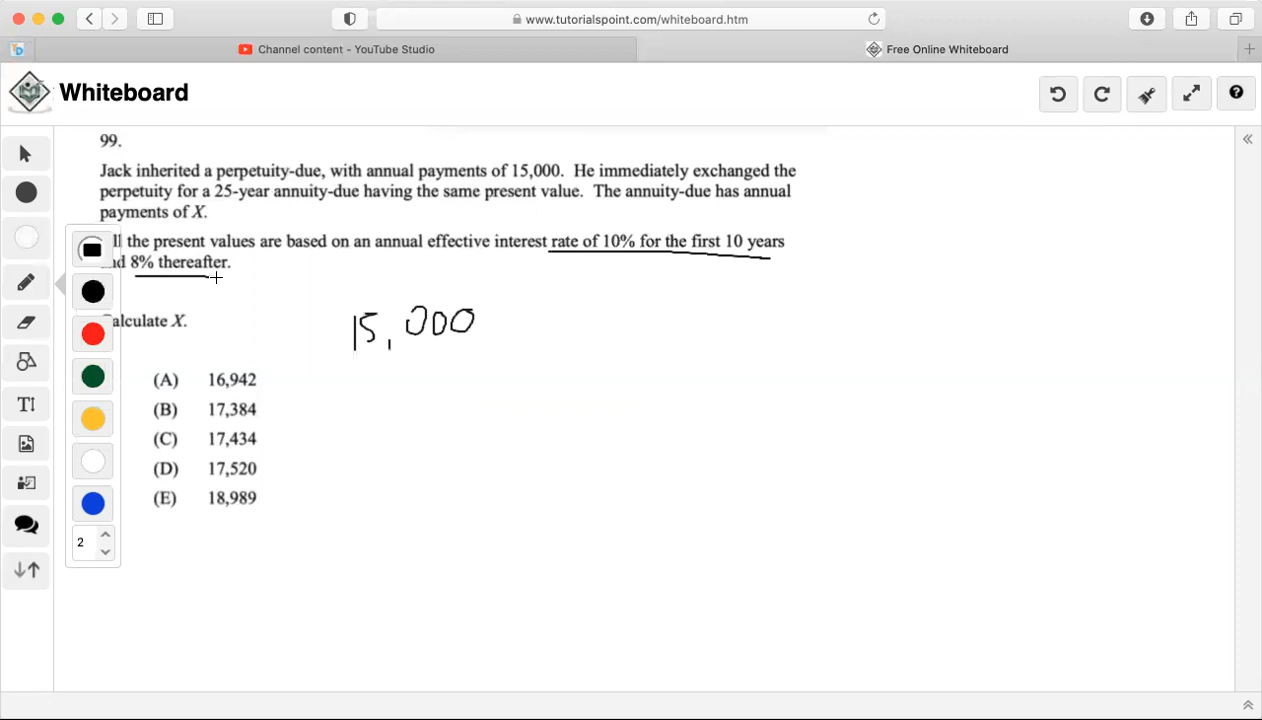 www.tutorialspoint.com/whiteboard.htm
Channel content - YouTube Studio
Free Online Whiteboard
Whiteboard
99.
Jack inherited a perpetuity-due, with annual payments of 15,000. He immediately exchanged the
perpetuity for a 25-year annuity-due having the same present value. The annuity-due has annual
payments of X.
ll the present values are based on an annual effective interest rate of 10% for the first 10 years
nd 8% thereafter.
alculate X.
15,000
(A) 16,942
(B) 17,384
(C) 17,434
(D) 17,520
(E) 18,989
2